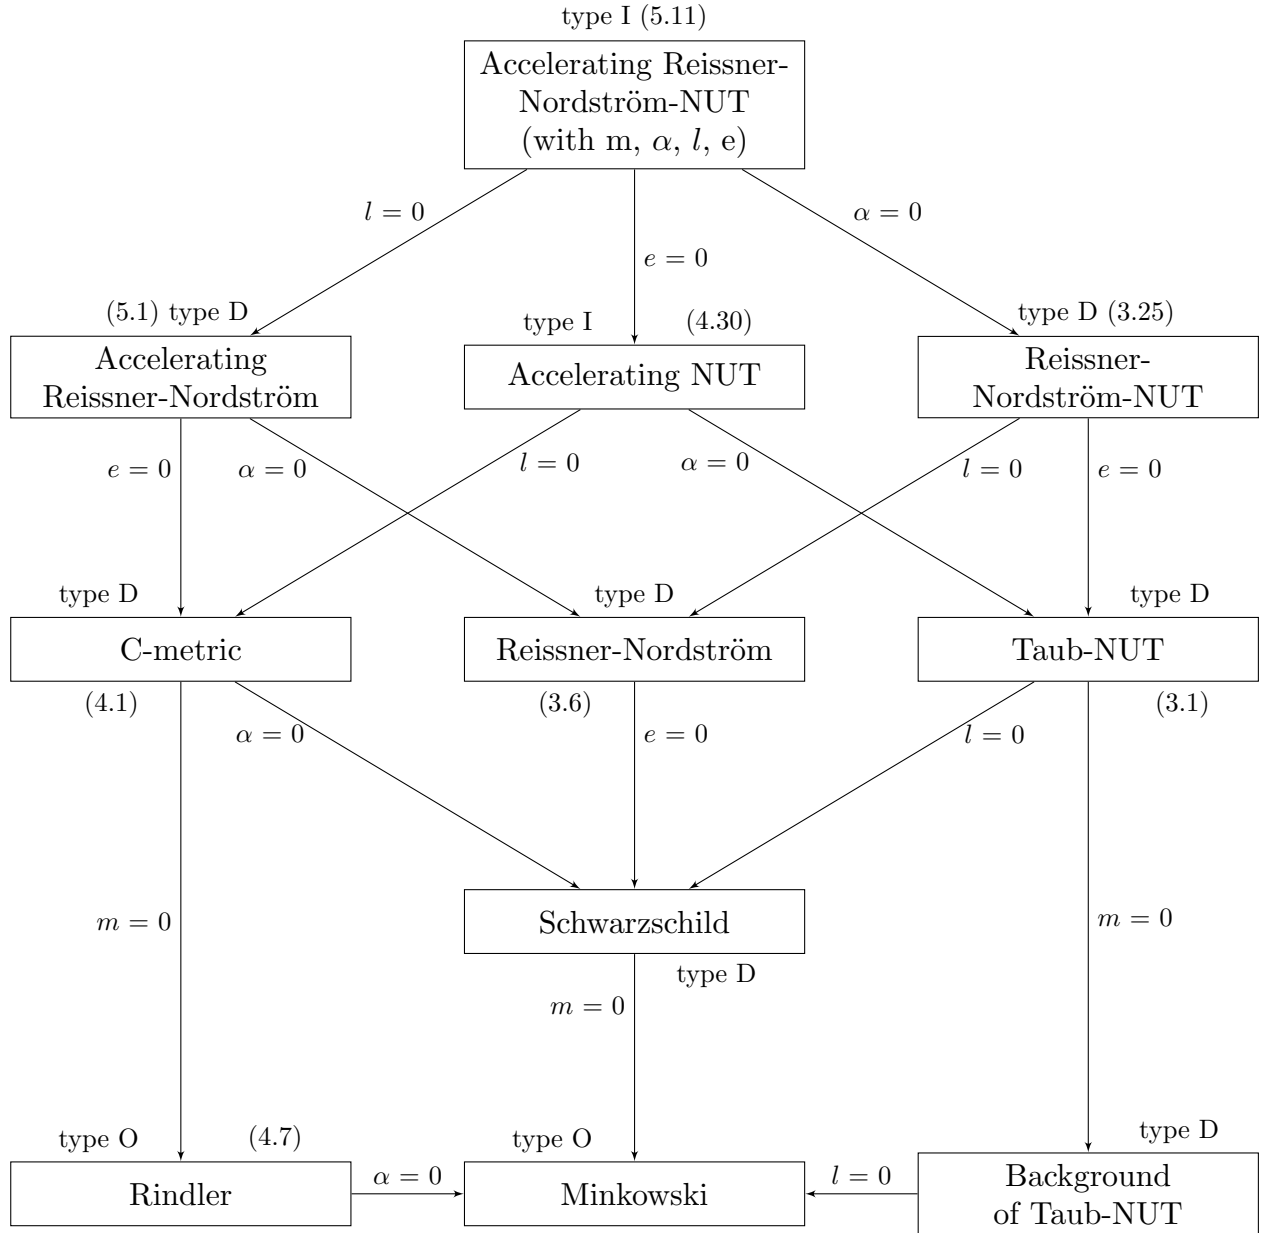 type I (5.11)
Accelerating Reissner-
Nordström-NUT
(with m, α, l, e)
l = 0
α = 0
e = 0
(5.1) type D
type I
(4.30)
type D (3.25)
Accelerating
Reissner-Nordström
Accelerating NUT
Reissner-
Nordström-NUT
e = 0
α = 0
l = 0
α = 0
l = 0
e = 0
type D
type D
type D
C-metric
Reissner-Nordström
Taub-NUT
(4.1)
(3.6)
(3.1)
α = 0
e = 0
l = 0
m = 0
Schwarzschild
m = 0
type D
m = 0
type O
(4.7)
type O
type D
Rindler
α = 0
Minkowski
l = 0
Background
of Taub-NUT